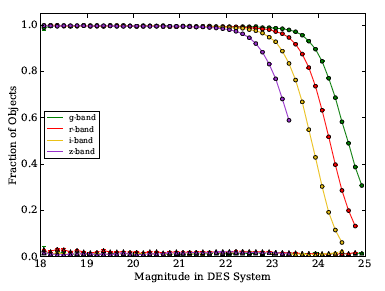 1.0
0.8
0.6
0.4
0.2
0.0
Fraction of Objects
g-band
r-band
i-band
z-band
18 19 20 21 22 23 24 25
Magnitude in DES System